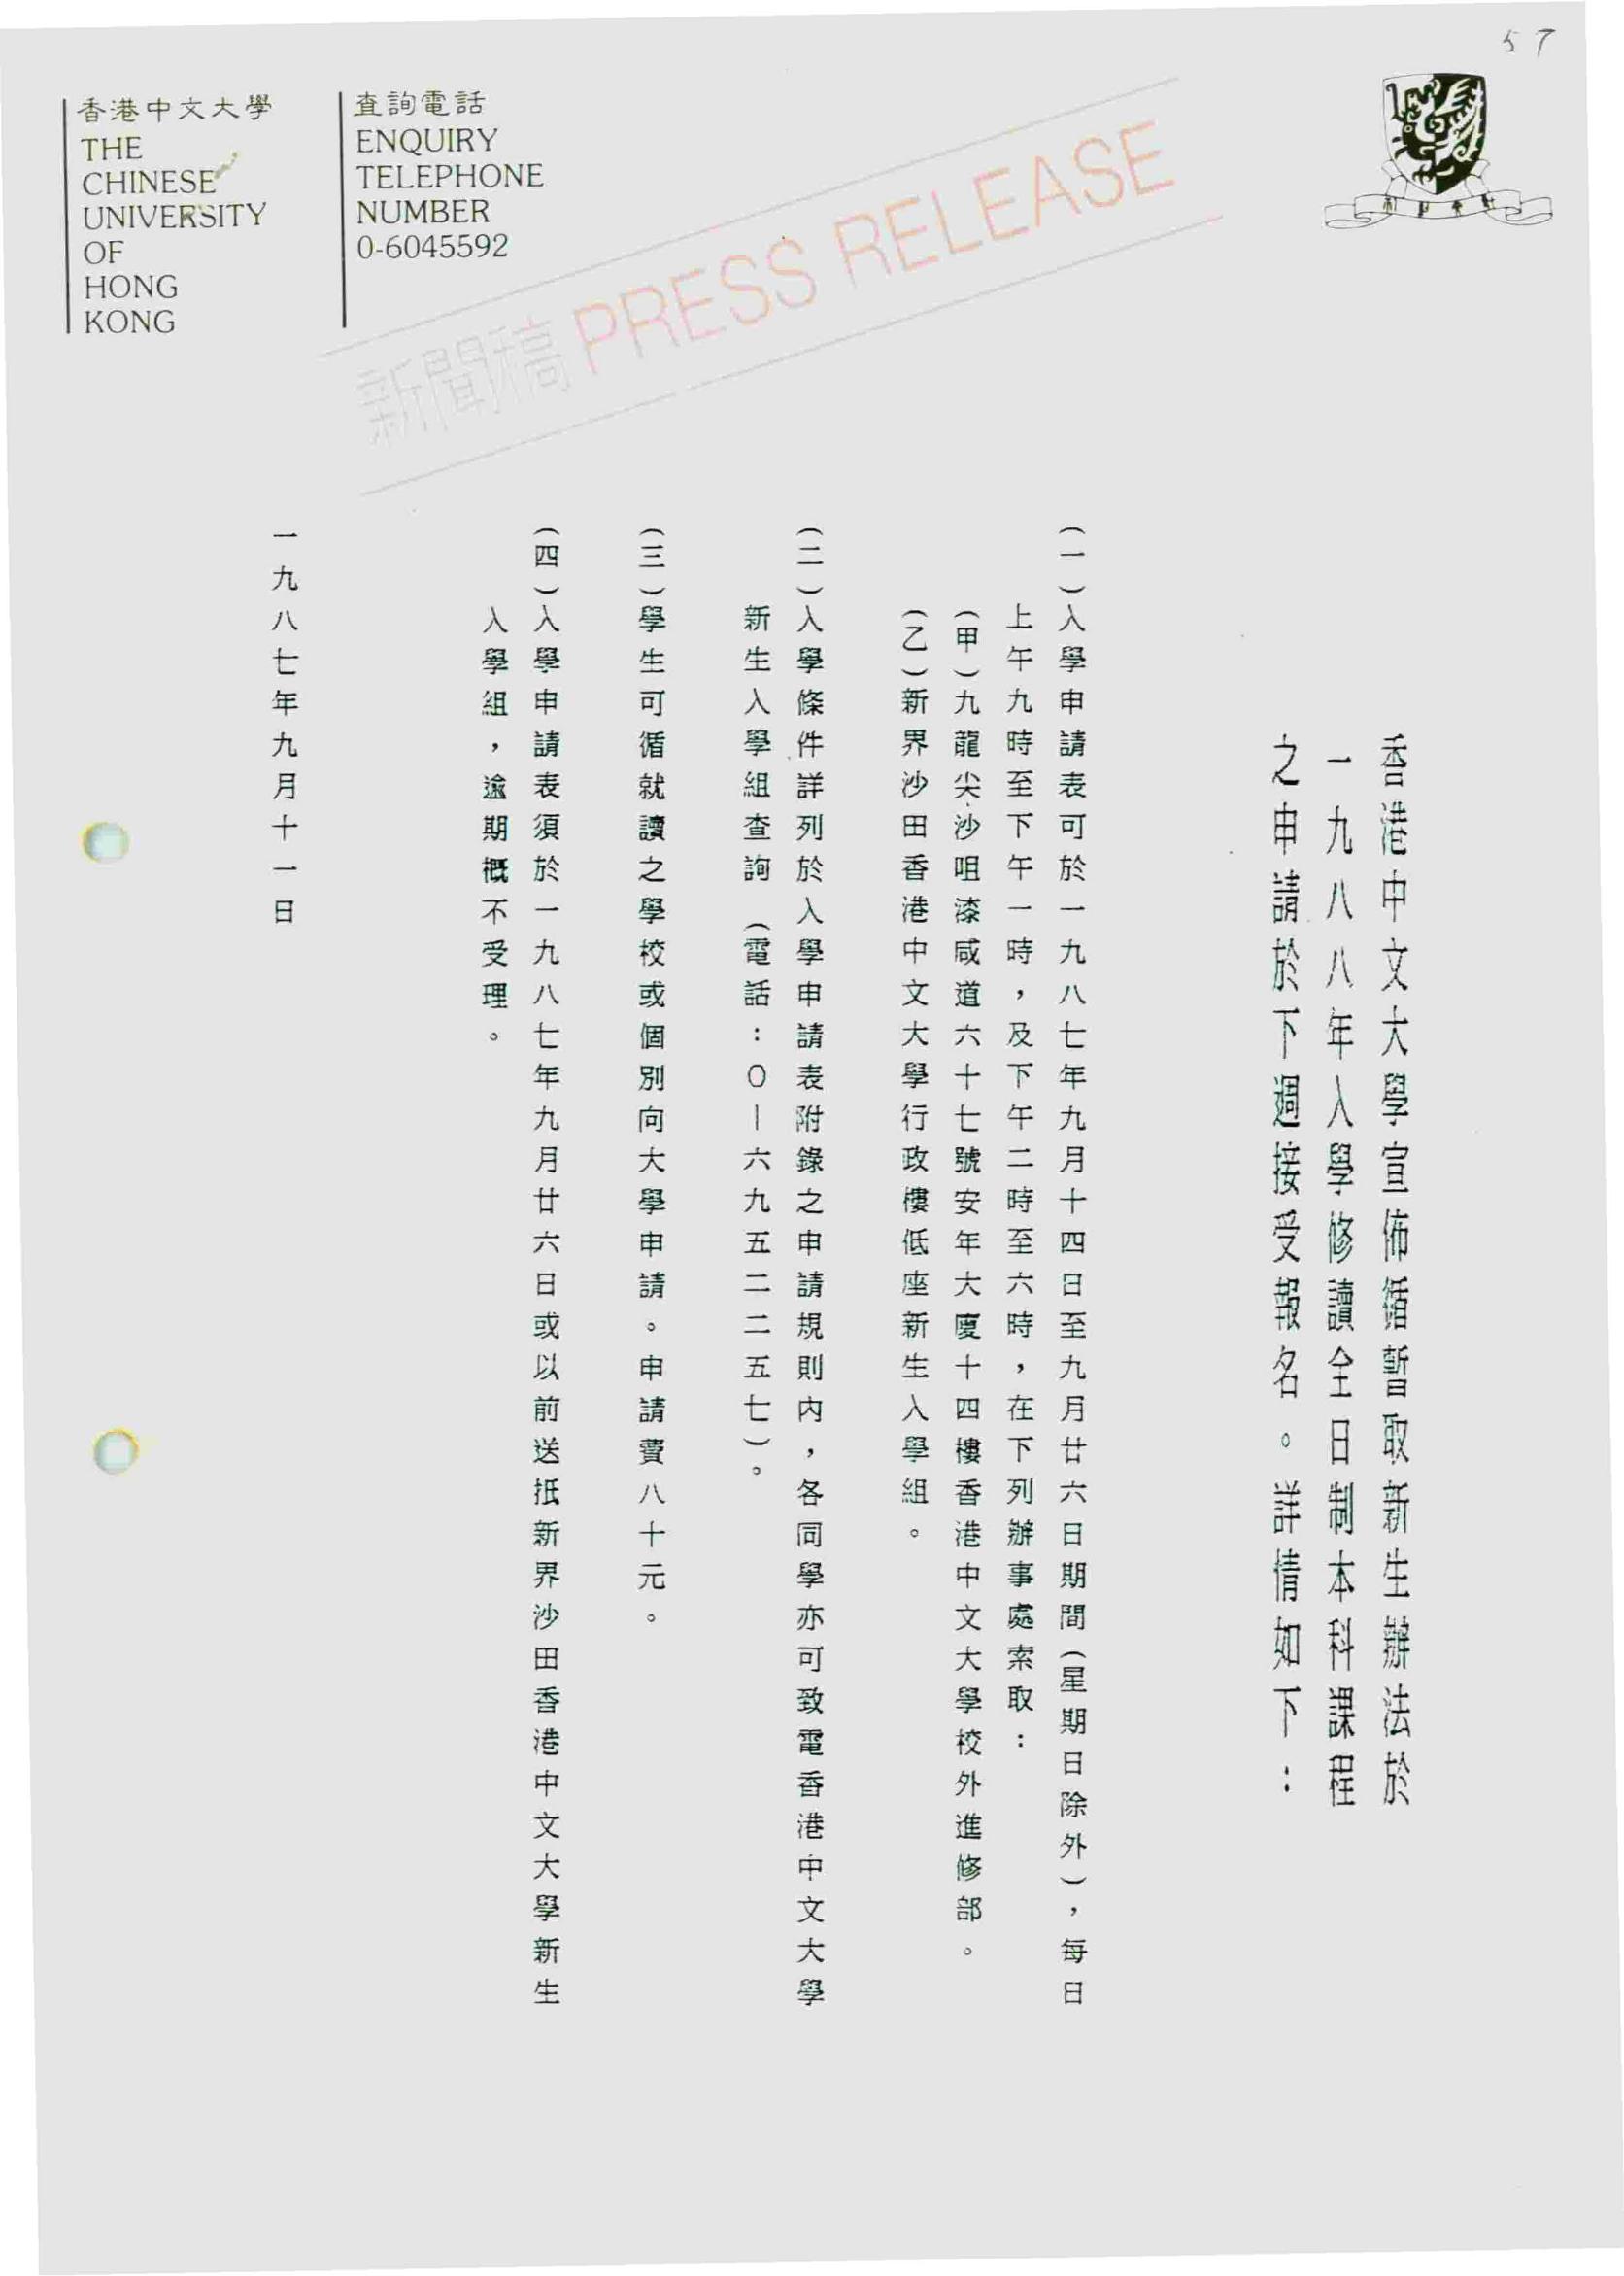 57
香港中文大學
THE
CHINESE
UNIVERSITY
OF
HONG
KONG
查詢電話
ENQUIRY
TELEPHONE
NUMBER
0-6045592
新聞稿 PRESS RELEASE
香港中文大學宣佈循暫取新生辦法於
一九八八年入學修讀全日制本科課程
之申請於下週接受報名。詳情如下：
（一）入學申請表可於一九八七年九月十四日至九月廿六日期間（星期日除外），每日
上午九時至下午一時，及下午二時至六時，在下列辦事處索取：
（甲）九龍尖沙咀漆咸道六十七號安年大廈十四樓香港中文大學校外進修部。
（乙）新界沙田香港中文大學行政樓低座新生入學組。
（二）入學條件詳列於入學申請表附錄之申請規則內，各同學亦可致電香港中文大學
新生入學組查詢（電話：０－六九五二二五七）。
（三）學生可循就讀之學校或個別向大學申請。申請費八十元。
（四）入學申請表須於一九八七年九月廿六日或以前送抵新界沙田香港中文大學新生
入學組，逾期概不受理。
一九八七年九月十一日